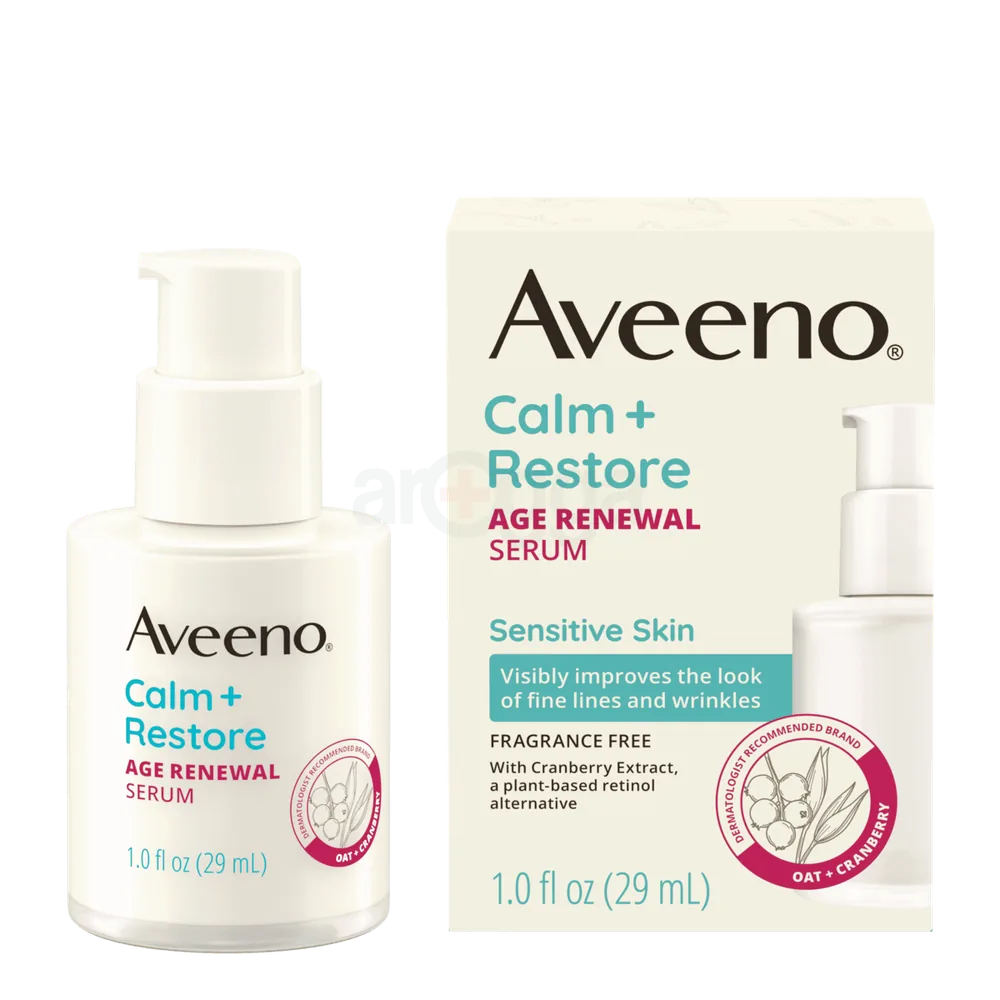 Aveeno®
Calm +
Restore
AGE RENEWAL
SERUM
DERMATOLOGIST RECOMMENDED BRAND
OAT + CRANBERRY
1.0 fl oz (29 mL)
Aveeno®
Calm +
Restore
AGE RENEWAL
SERUM
Sensitive Skin
Visibly improves the look
of fine lines and wrinkles
FRAGRANCE FREE
With Cranberry Extract,
a plant-based retinol
alternative
DERMATOLOGIST RECOMMENDED BRAND
OAT + CRANBERRY
1.0 fl oz (29 mL)
arogga